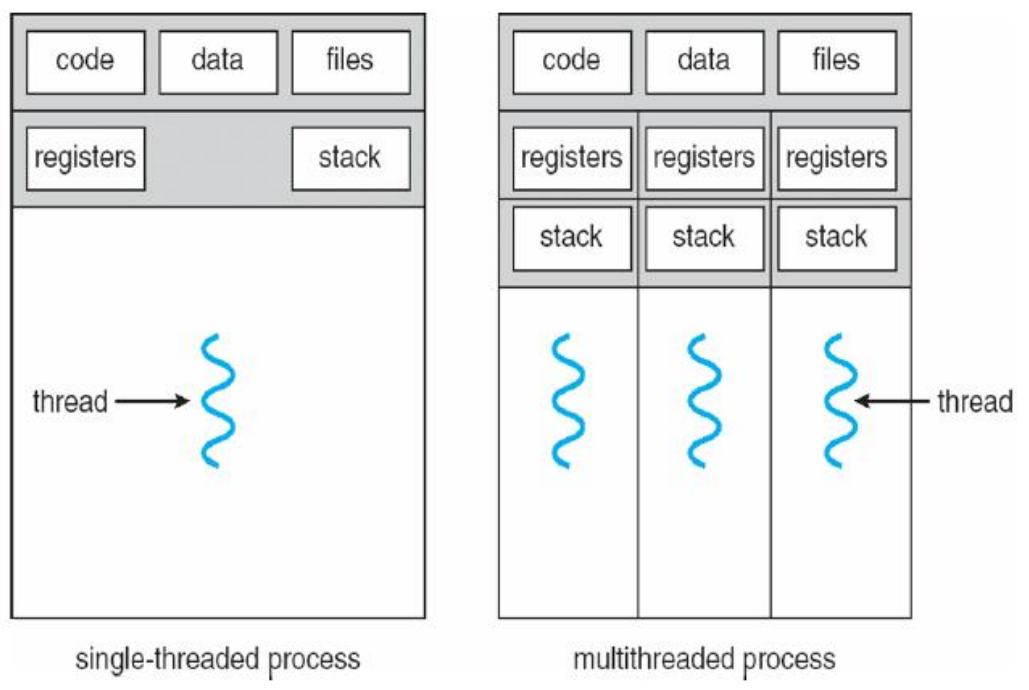 code data files code data files
registers stack registers registers registers
stack stack stack
thread thread
single-threaded process multithreaded process